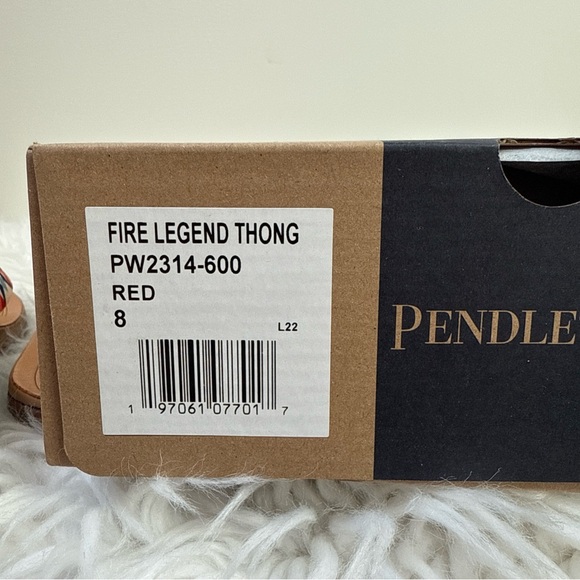 FIRE LEGEND THONG
PW2314-600
RED
8
L22
1 97061 07701 7
PENDLE